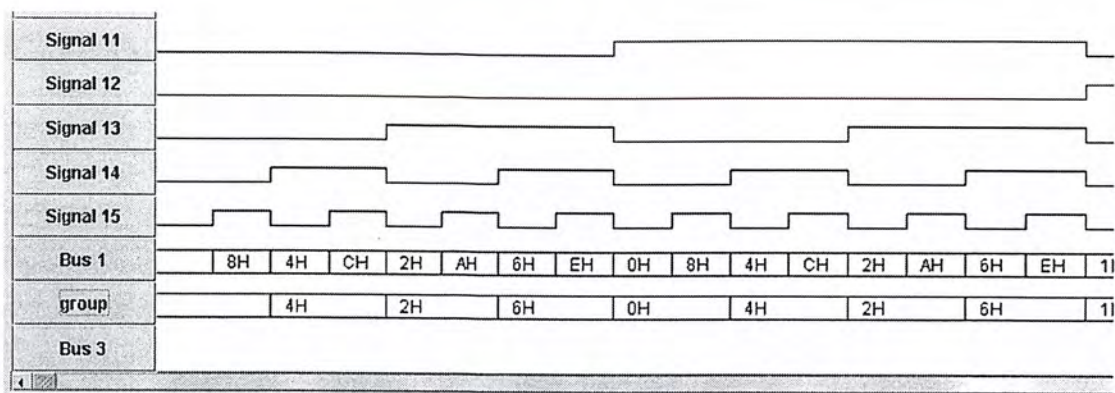 Signal 11
Signal 12
Signal 13
Signal 14
Signal 15
Bus 1 8H 4H CH 2H AH 6H EH 0H 8H 4H CH 2H AH 6H EH
group 4H 2H 6H 0H 4H 2H 6H
Bus 3